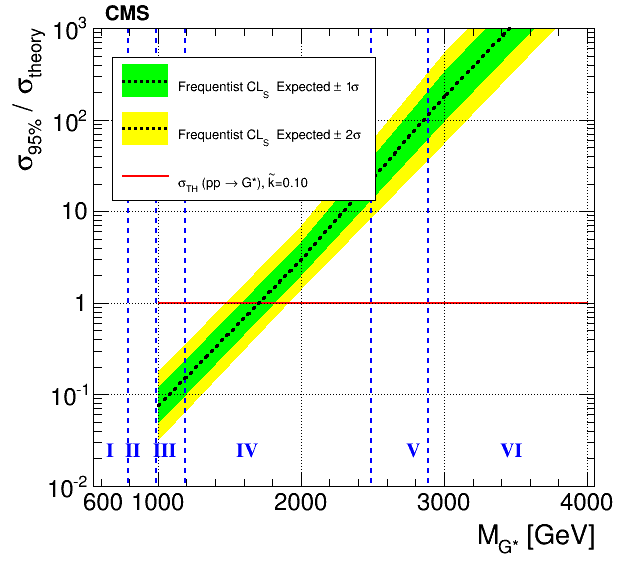 CMS
10³
10²
10
1
10⁻¹
10⁻²
σ95% / σtheory
Frequentist CLS Expected ± 1σ
Frequentist CLS Expected ± 2σ
σTH (pp → G*), k̃=0.10
I II III IV V VI
600 800 1000 2000 3000 4000
MG* [GeV]